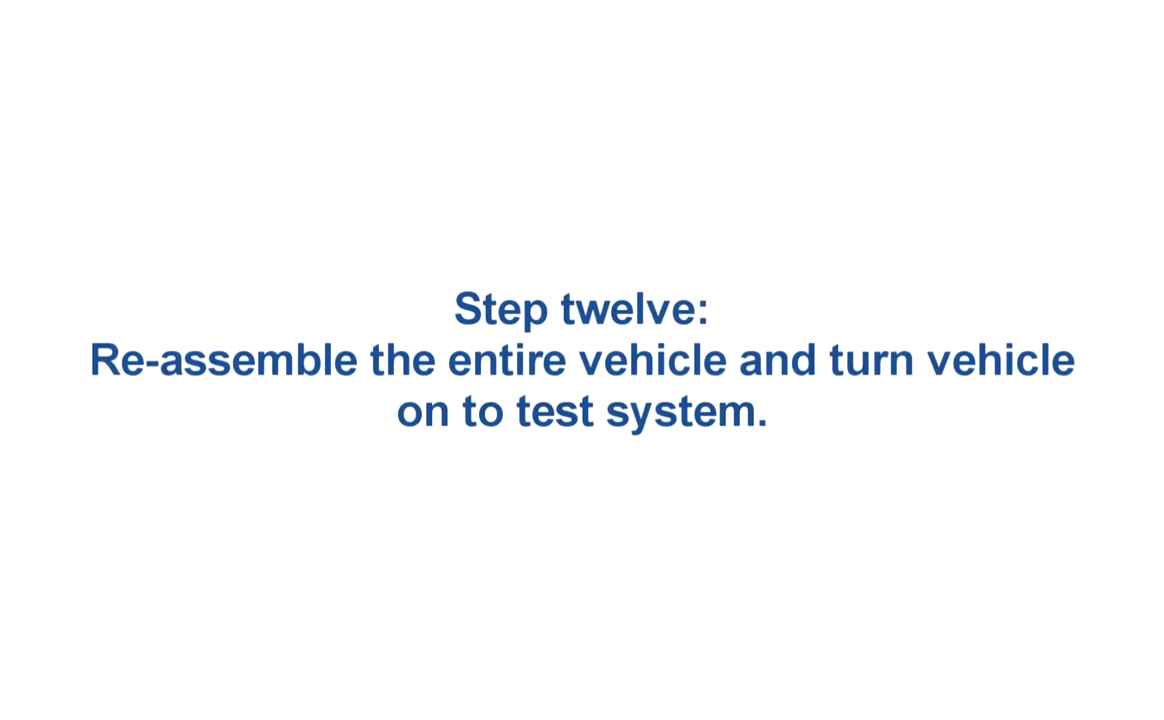 Step twelve:
Re-assemble the entire vehicle and turn vehicle
on to test system.